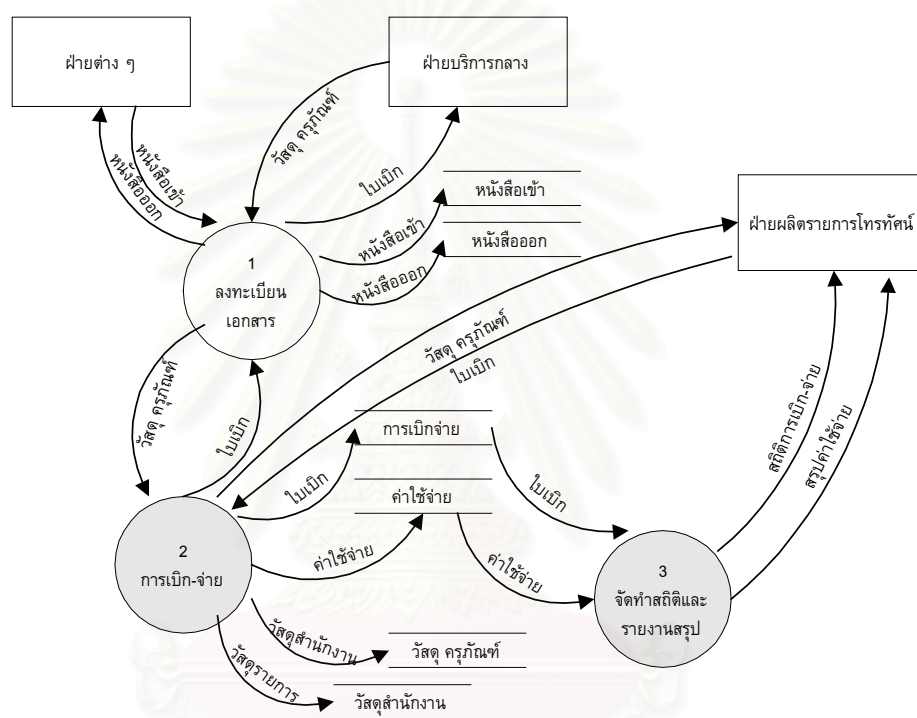 ฝ่ายต่าง ๆ
ฝ่ายบริการกลาง
วัสดุ ครุภัณฑ์
หนังสือเข้า
หนังสือออก
ใบเบิก
หนังสือเข้า
หนังสือออก
ฝ่ายผลิตรายการโทรทัศน์
หนังสือเข้า
หนังสือออก
1
ลงทะเบียน
เอกสาร
วัสดุ ครุภัณฑ์
ใบเบิก
วัสดุ ครุภัณฑ์
ใบเบิก
การเบิกจ่าย
ใบเบิก
ค่าใช้จ่าย
ใบเบิก
สถิติการเบิก-จ่าย
สรุปค่าใช้จ่าย
2
การเบิก-จ่าย
ค่าใช้จ่าย
ค่าใช้จ่าย
3
จัดทำสถิติและ
รายงานสรุป
วัสดุสำนักงาน
วัสดุ ครุภัณฑ์
วัสดุรายการ
วัสดุสำนักงาน